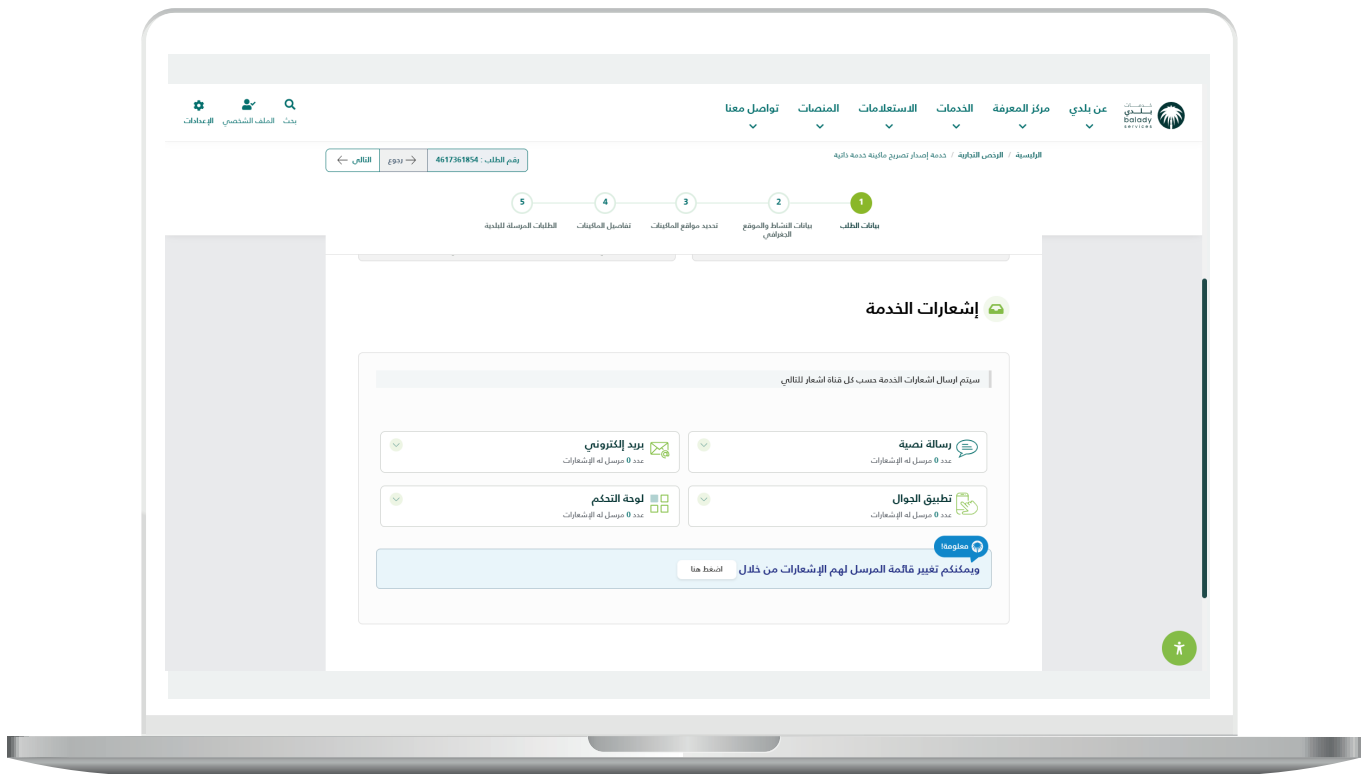 خدمات
بلدي
balady
services
عن بلدي
مركز المعرفة
الخدمات
الاستعلامات
المنصات
تواصل معنا
بحث
الملف الشخصي
الإعدادات
الرئيسية / الرخص التجارية / خدمة إصدار تصريح ماكينة خدمة ذاتية
رقم الطلب : 4617361854
رجوع
التالي
1
2
3
4
5
بيانات الطلب
بيانات النشاط والموقع
الجغرافي
تحديد مواقع الماكينات
تفاصيل الماكينات
الطلبات المرسلة للبلدية
إشعارات الخدمة
سيتم ارسال اشعارات الخدمة حسب كل قناة اشعار للتالي
رسالة نصية
عدد 0 مرسل له الإشعارات
بريد إلكتروني
عدد 0 مرسل له الإشعارات
تطبيق الجوال
عدد 0 مرسل له الإشعارات
لوحة التحكم
عدد 0 مرسل له الإشعارات
معلومة!
ويمكنكم تغيير قائمة المرسل لهم الإشعارات من خلال اضغط هنا